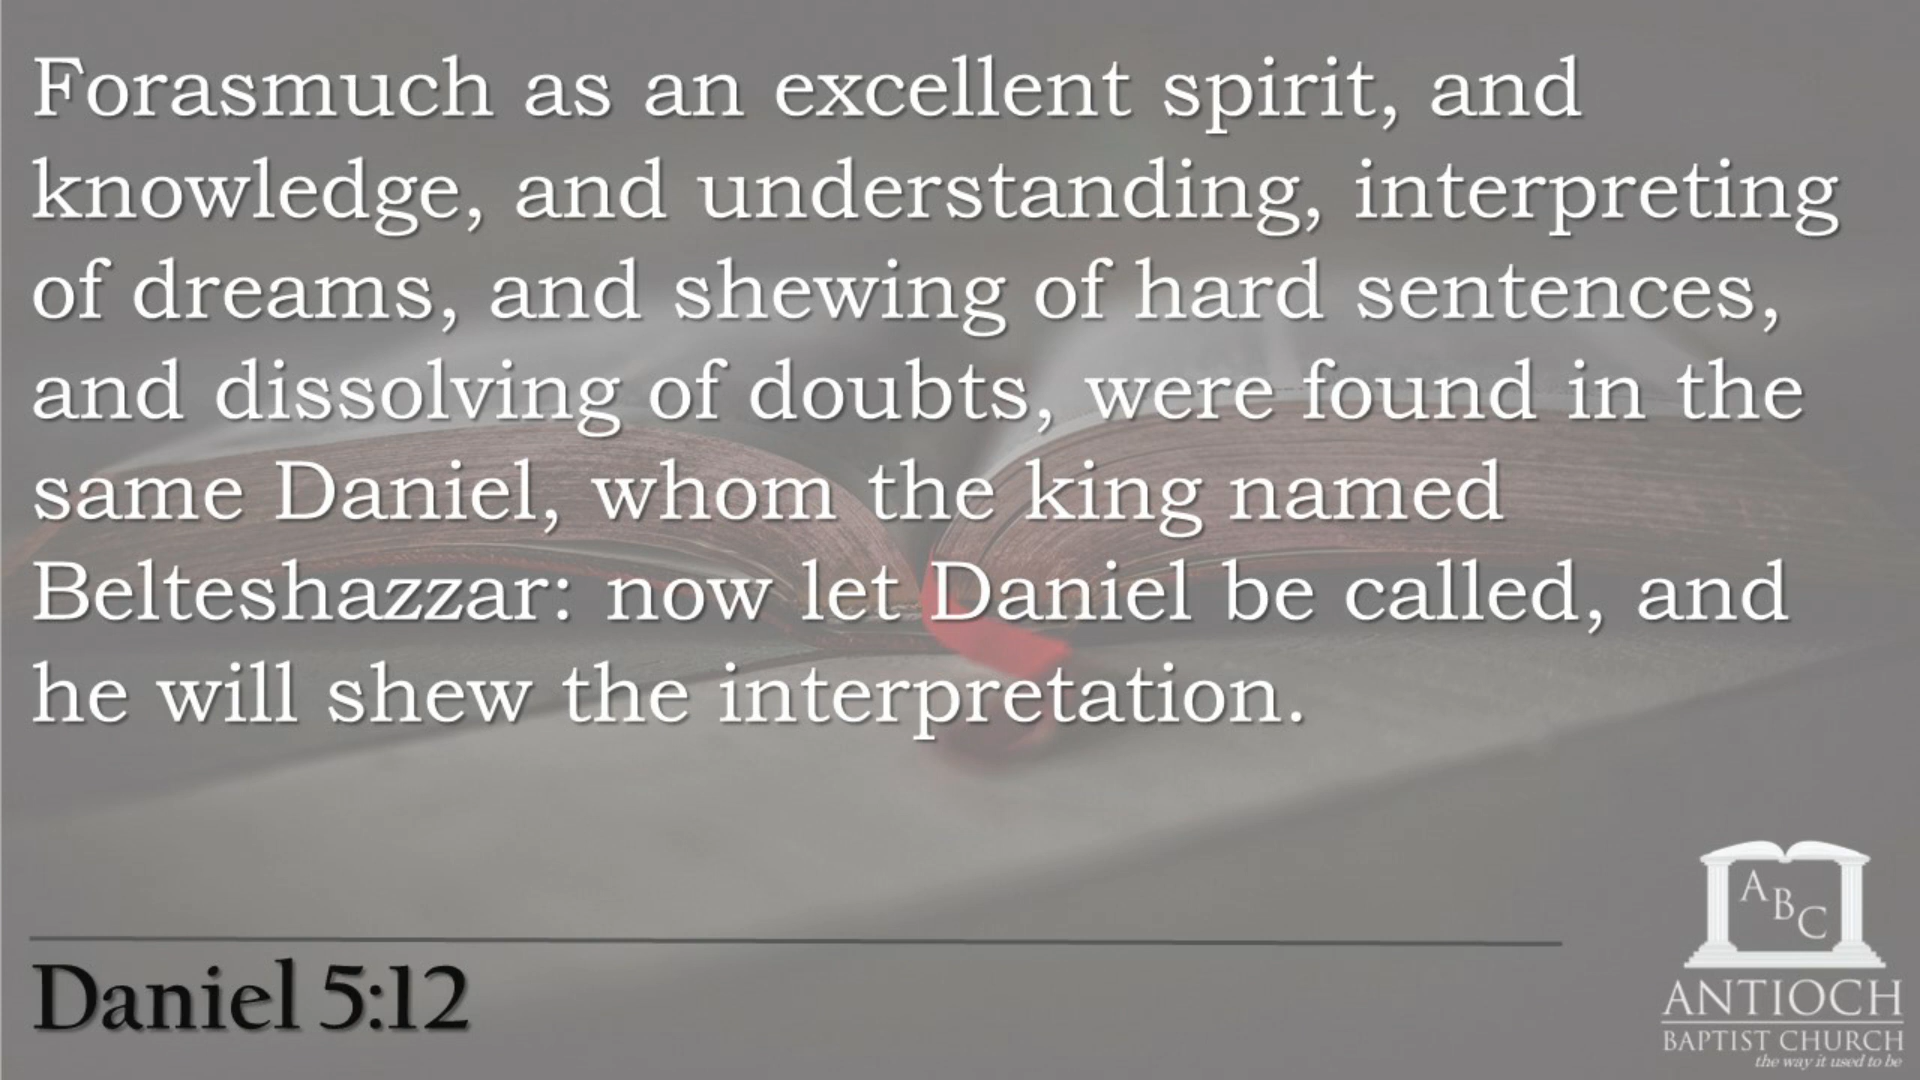 Forasmuch as an excellent spirit, and
knowledge, and understanding, interpreting
of dreams, and shewing of hard sentences,
and dissolving of doubts, were found in the
same Daniel, whom the king named
Belteshazzar: now let Daniel be called, and
he will shew the interpretation.
Daniel 5:12
ABC
ANTIOCH
BAPTIST CHURCH
the way it used to be